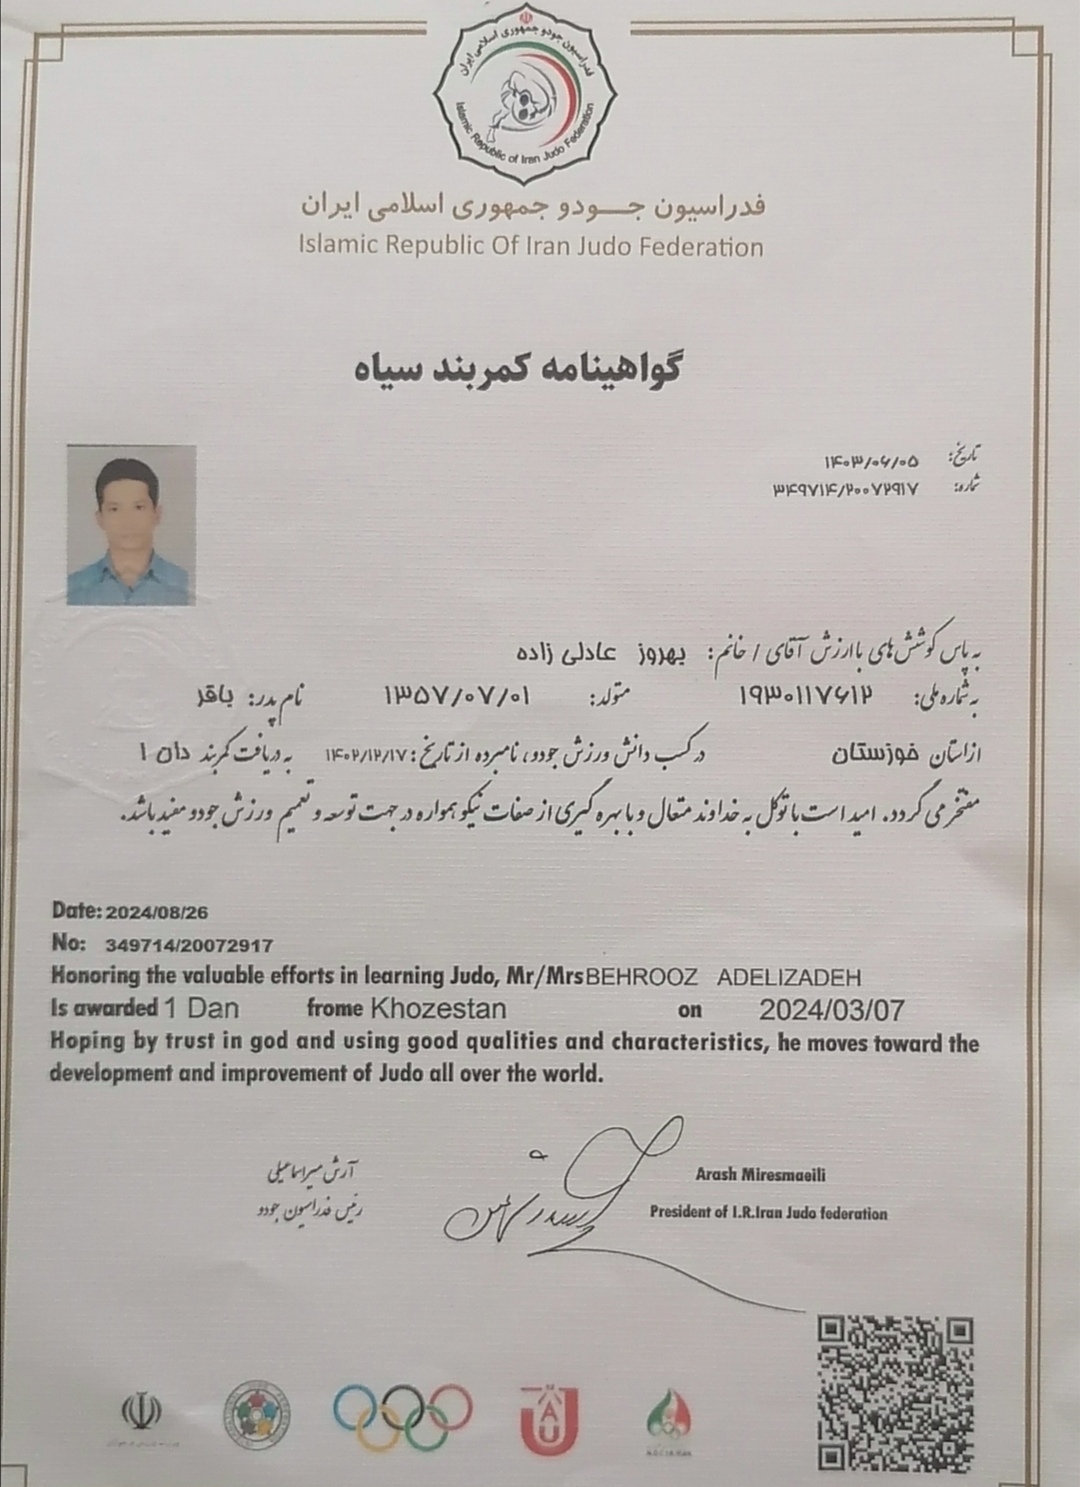 فدراسیون جودو جمهوری اسلامی ایران
Islamic Republic of Iran Judo Federation
فدراسیون جـــودو جمهوری اسلامی ایران
Islamic Republic Of Iran Judo Federation
گواهینامه کمربند سیاه
تاریخ: ۱۴۰۳/۰۶/۰۵
شماره: ۳۴۹۷۱۴/۲۰۰۷۲۹۱۷
به پاس کوشش های با ارزش آقای / خانم: بهروز عادلی زاده
به شماره ملی: ۱۹۳۰۱۱۷۶۱۲ متولد: ۱۳۵۷/۰۷/۰۱ نام پدر: باقر
از استان خوزستان در کسب دانش ورزش جودو، نامبرده از تاریخ: ۱۴۰۲/۱۲/۱۷ به دریافت کمربند دان ۱
مفتخر می گردد. امید است با توکل به خداوند متعال و با بهره گیری از صفات نیکو همواره در جهت توسعه و تعمیم ورزش جودو مفید باشد.
Date: 2024/08/26
No: 349714/20072917
Honoring the valuable efforts in learning Judo, Mr/Mrs BEHROOZ ADELIZADEH
Is awarded 1 Dan frome Khozestan on 2024/03/07
Hoping by trust in god and using good qualities and characteristics, he moves toward the
development and improvement of Judo all over the world.
آرش میراسماعیلی
رئیس فدراسیون جودو
Arash Miresmaeili
President of I.R.Iran Judo federation
JAU